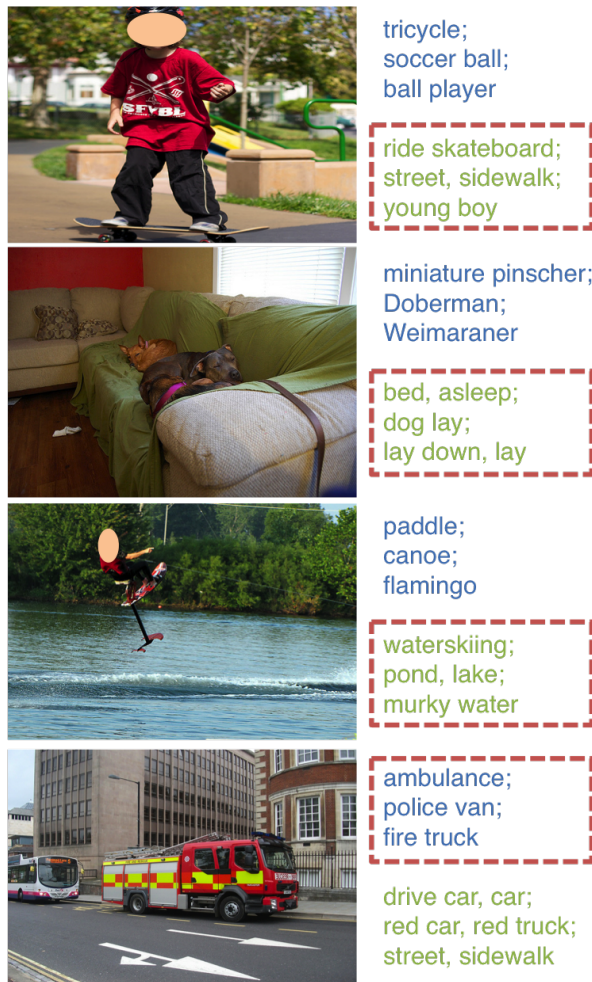 tricycle;
soccer ball;
ball player
ride skateboard;
street, sidewalk;
young boy
SFVBL
miniature pinscher;
Doberman;
Weimaraner
bed, asleep;
dog lay;
lay down, lay
paddle;
canoe;
flamingo
waterskiing;
pond, lake;
murky water
ambulance;
police van;
fire truck
drive car, car;
red car, red truck;
street, sidewalk